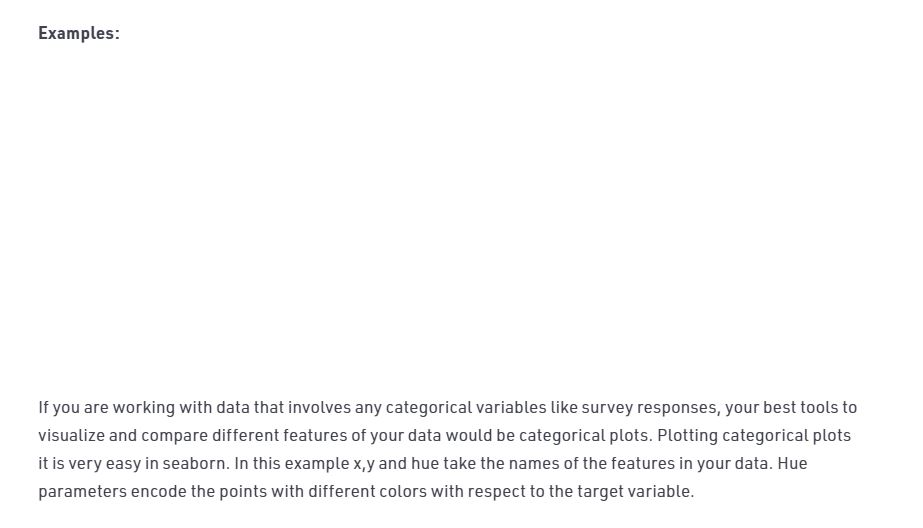 Examples:
If you are working with data that involves any categorical variables like survey responses, your best tools to
visualize and compare different features of your data would be categorical plots. Plotting categorical plots
it is very easy in seaborn. In this example x,y and hue take the names of the features in your data. Hue
parameters encode the points with different colors with respect to the target variable.